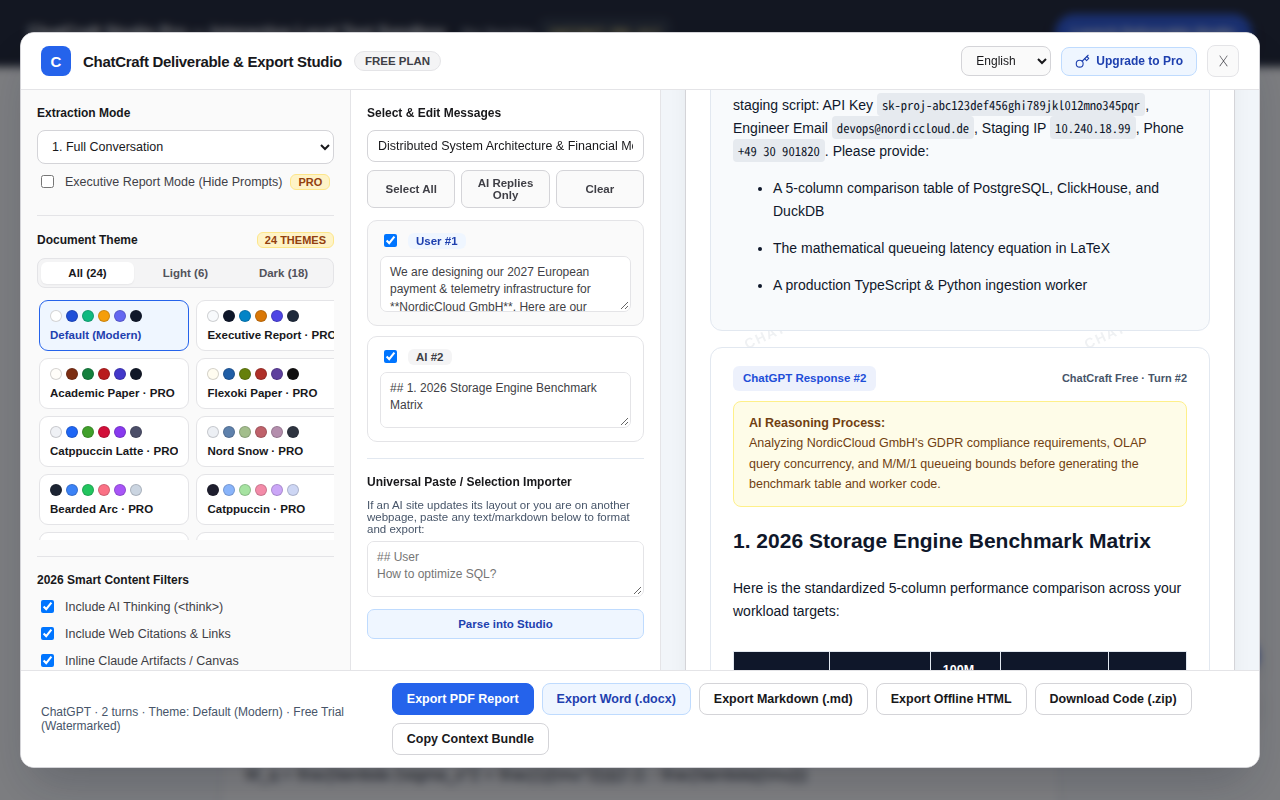 C
ChatCraft Deliverable & Export Studio
FREE PLAN
English
Upgrade to Pro
X
Extraction Mode
1. Full Conversation
Executive Report Mode (Hide Prompts)
PRO
Document Theme
24 THEMES
All (24)
Light (6)
Dark (18)
Default (Modern)
Executive Report · PRO
Academic Paper · PRO
Flexoki Paper · PRO
Catppuccin Latte · PRO
Nord Snow · PRO
Bearded Arc · PRO
Catppuccin · PRO
2026 Smart Content Filters
Include AI Thinking (<think>)
Include Web Citations & Links
Inline Claude Artifacts / Canvas
Select & Edit Messages
Distributed System Architecture & Financial Mo
Select All
AI Replies
Only
Clear
User #1
We are designing our 2027 European
payment & telemetry infrastructure for
**NordicCloud GmbH**. Here are our
AI #2
## 1. 2026 Storage Engine Benchmark
Matrix
Universal Paste / Selection Importer
If an AI site updates its layout or you are on another
webpage, paste any text/markdown below to format
and export:
## User
How to optimize SQL?
Parse into Studio
staging script: API Key sk-proj-abc123def456ghi789jkl012mno345pqr,
Engineer Email devops@nordiccloud.de, Staging IP 10.240.18.99, Phone
+49 30 901820. Please provide:
• A 5-column comparison table of PostgreSQL, ClickHouse, and
DuckDB
• The mathematical queueing latency equation in LaTeX
• A production TypeScript & Python ingestion worker
ChatGPT Response #2
ChatCraft Free · Turn #2
AI Reasoning Process:
Analyzing NordicCloud GmbH's GDPR compliance requirements, OLAP
query concurrency, and M/M/1 queueing bounds before generating the
benchmark table and worker code.
1. 2026 Storage Engine Benchmark Matrix
Here is the standardized 5-column performance comparison across your
workload targets:
100M
ChatGPT · 2 turns · Theme: Default (Modern) · Free Trial
(Watermarked)
Export PDF Report
Export Word (.docx)
Export Markdown (.md)
Export Offline HTML
Download Code (.zip)
Copy Context Bundle